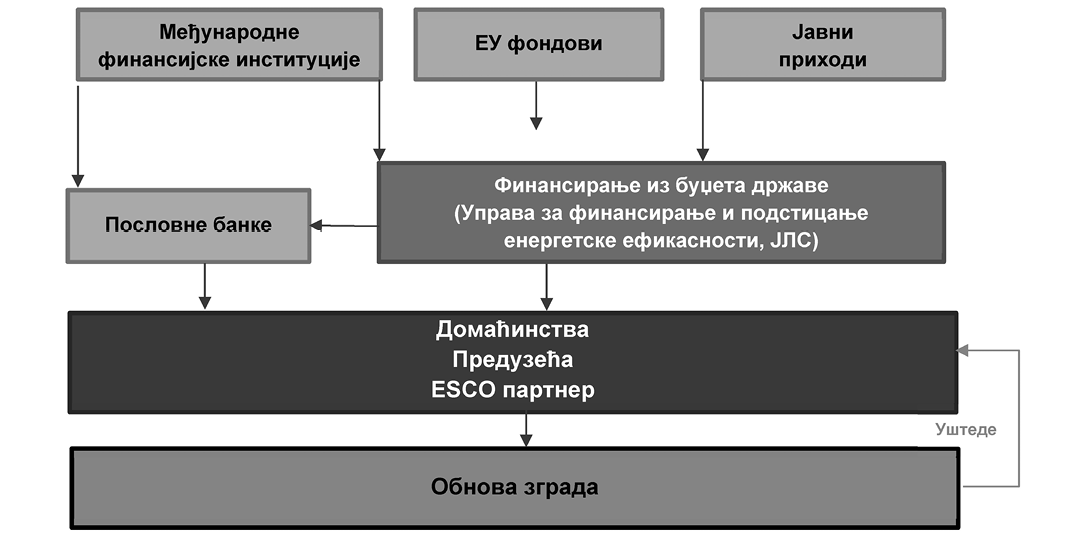 Међународне
финансијске институције
ЕУ фондови
Јавни
приходи
Финансирање из буџета државе
(Управа за финансирање и подстицање
енергетске ефикасности, ЈЛС)
Пословне банке
Домаћинства
Предузећа
ESCO партнер
Уштеде
Обнова зграда